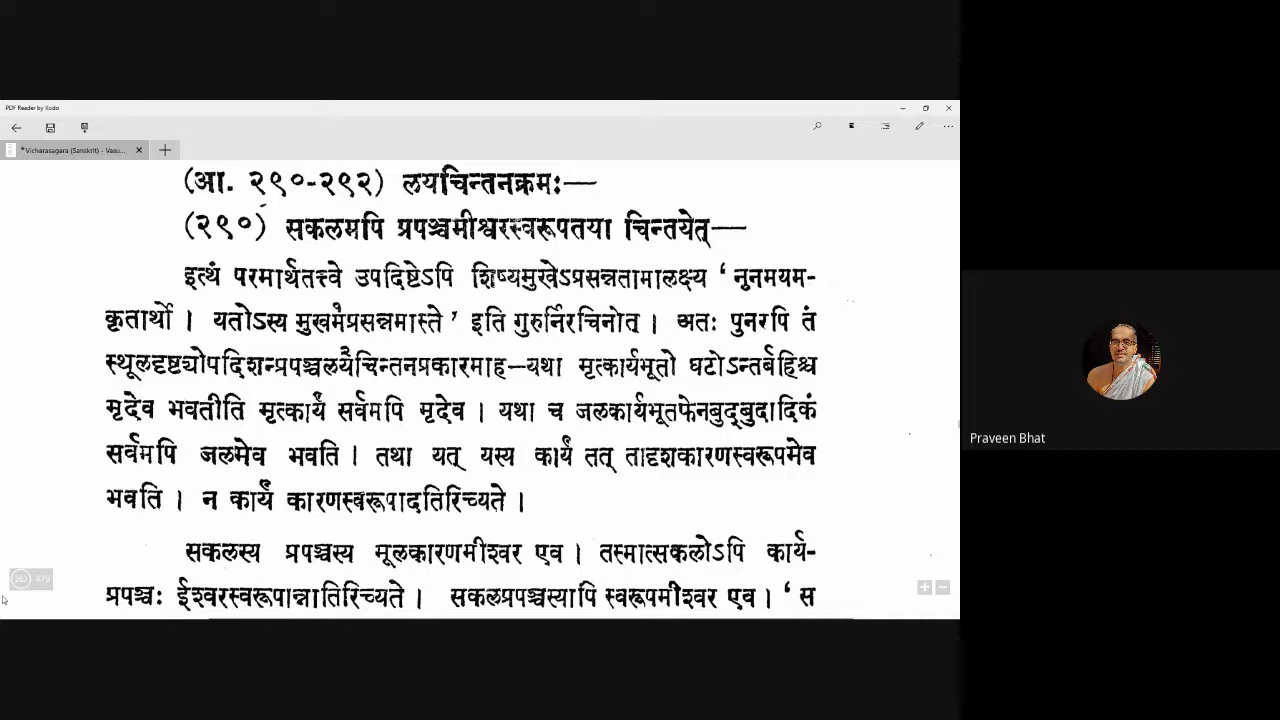 PDF Reader by Xodo
*Vicharasagara (Sanskrit) - Vasu...
(आ. २९०-२९२) लयचिन्तनक्रमः—
(२९०) सकलमपि प्रपञ्चमीश्वरस्वरूपतया चिन्तयेत्—
इत्थं परमार्थतत्त्वे उपदिष्टेऽपि शिष्यमुखेऽप्रसन्नतामालक्ष्य ‘ नुनमयम-
कृतार्थो । यतोऽस्य मुखमप्रसन्नमास्ते ’ इति गुरुर्निरचिनोत् । अतः पुनरपि तं
स्थूलदृष्ट्योपदिशन्प्रपञ्चलयचिन्तनप्रकारमाह—यथा मृत्कार्यभूतो घटोऽन्तर्बहिश्च
मृदेव भवतीति मृत्कार्यं सर्वमपि मृदेव । यथा च जलकार्यभूतफेनबुद्बुदादिकं
सर्वमपि जलमेव भवति । तथा यत् यस्य कार्यं तत् तादृशकारणस्वरूपमेव
भवति । न कार्यं कारणस्वरूपादतिरिच्यते ।
सकलस्य प्रपञ्चस्य मूलकारणमीश्वर एव । तस्मात्सकलोऽपि कार्य-
प्रपञ्चः ईश्वरस्वरूपान्नातिरिच्यते । सकलप्रपञ्चस्यापि स्वरूपमीश्वर एव । ‘ स
Praveen Bhat